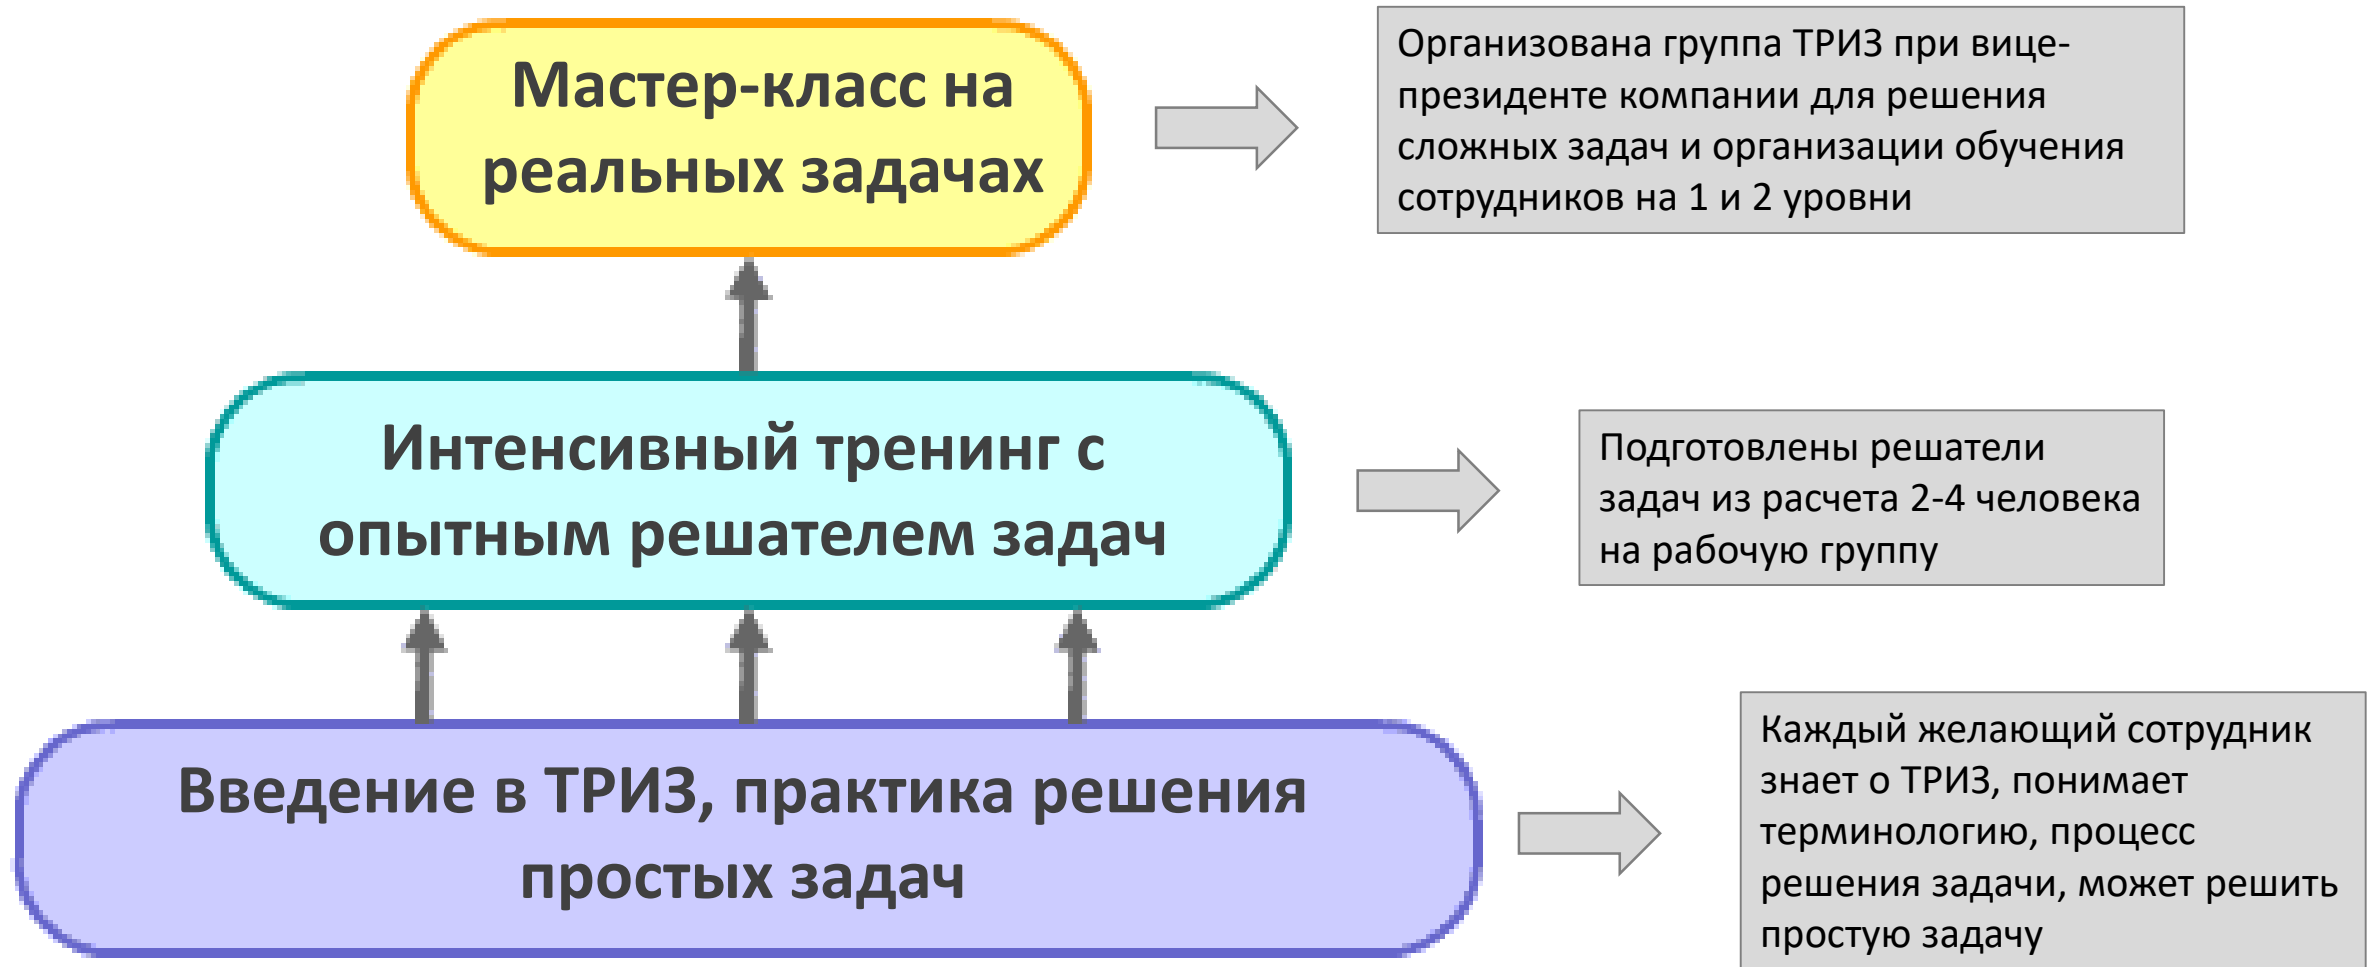 Мастер-класс на
реальных задачах
Организована группа ТРИЗ при вице-
президенте компании для решения
сложных задач и организации обучения
сотрудников на 1 и 2 уровни
Интенсивный тренинг с
опытным решателем задач
Подготовлены решатели
задач из расчета 2-4 человека
на рабочую группу
Введение в ТРИЗ, практика решения
простых задач
Каждый желающий сотрудник
знает о ТРИЗ, понимает
терминологию, процесс
решения задачи, может решить
простую задачу